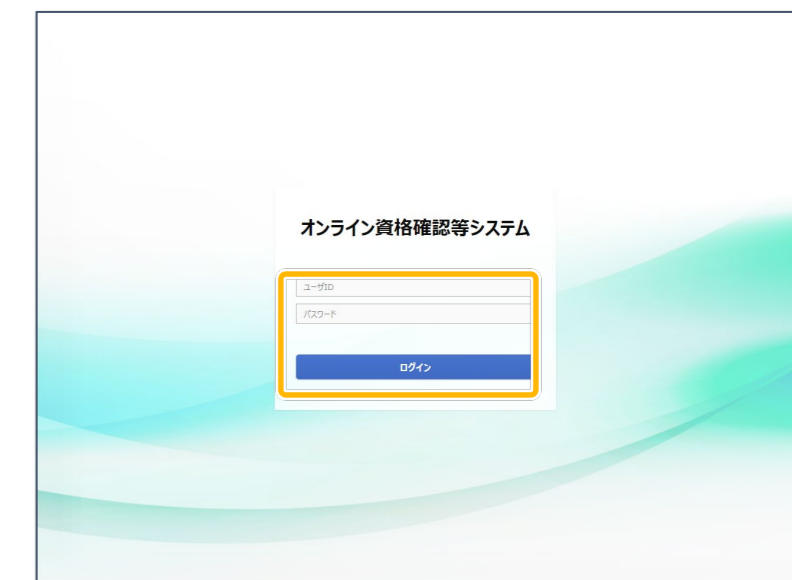 オンライン資格確認等システム
ユーザID
パスワード
ログイン